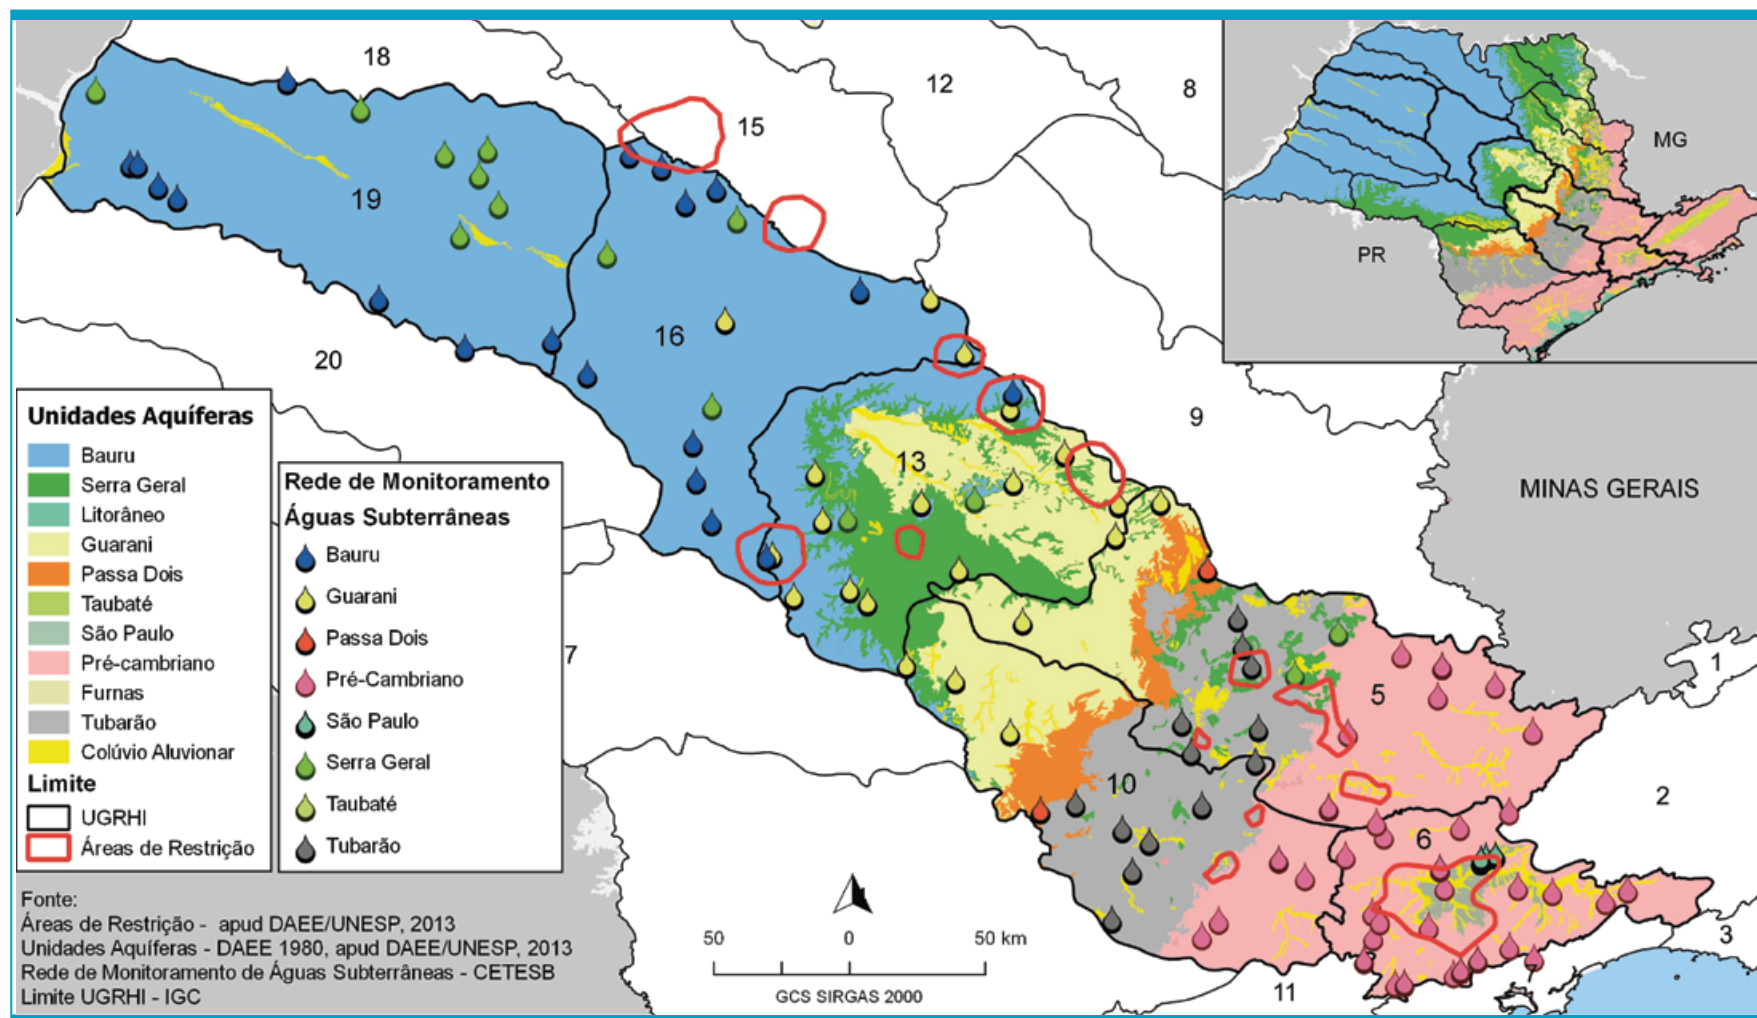 18
12
8
15
MG
PR
19
16
20
9
13
MINAS GERAIS
7
5
1
10
2
6
3
11
Unidades Aquíferas
Bauru
Serra Geral
Litorâneo
Guarani
Passa Dois
Taubaté
São Paulo
Pré-cambriano
Furnas
Tubarão
Colúvio Aluvionar
Limite
UGRHI
Áreas de Restrição
Rede de Monitoramento
Águas Subterrâneas
Bauru
Guarani
Passa Dois
Pré-Cambriano
São Paulo
Serra Geral
Taubaté
Tubarão
Fonte:
Áreas de Restrição - apud DAEE/UNESP, 2013
Unidades Aquíferas - DAEE 1980, apud DAEE/UNESP, 2013
Rede de Monitoramento de Águas Subterrâneas - CETESB
Limite UGRHI - IGC
50 0 50 km
GCS SIRGAS 2000
7